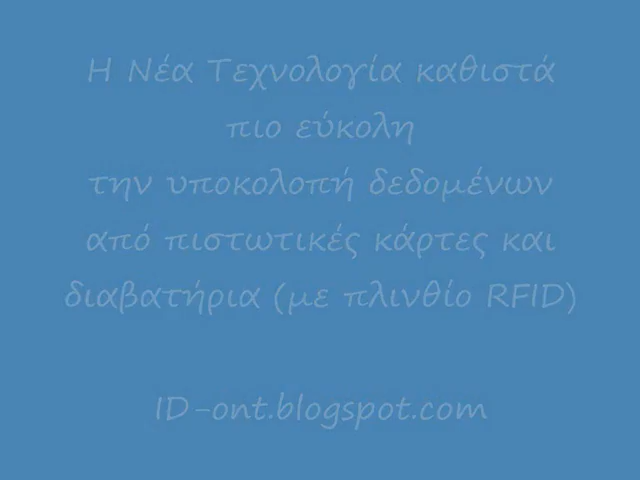 Η Νέα Τεχνολογία καθιστά
πιο εύκολη
την υποκολοπή δεδομένων
από πιστωτικές κάρτες και
διαβατήρια (με πλινθίο RFID)
ID-ont.blogspot.com